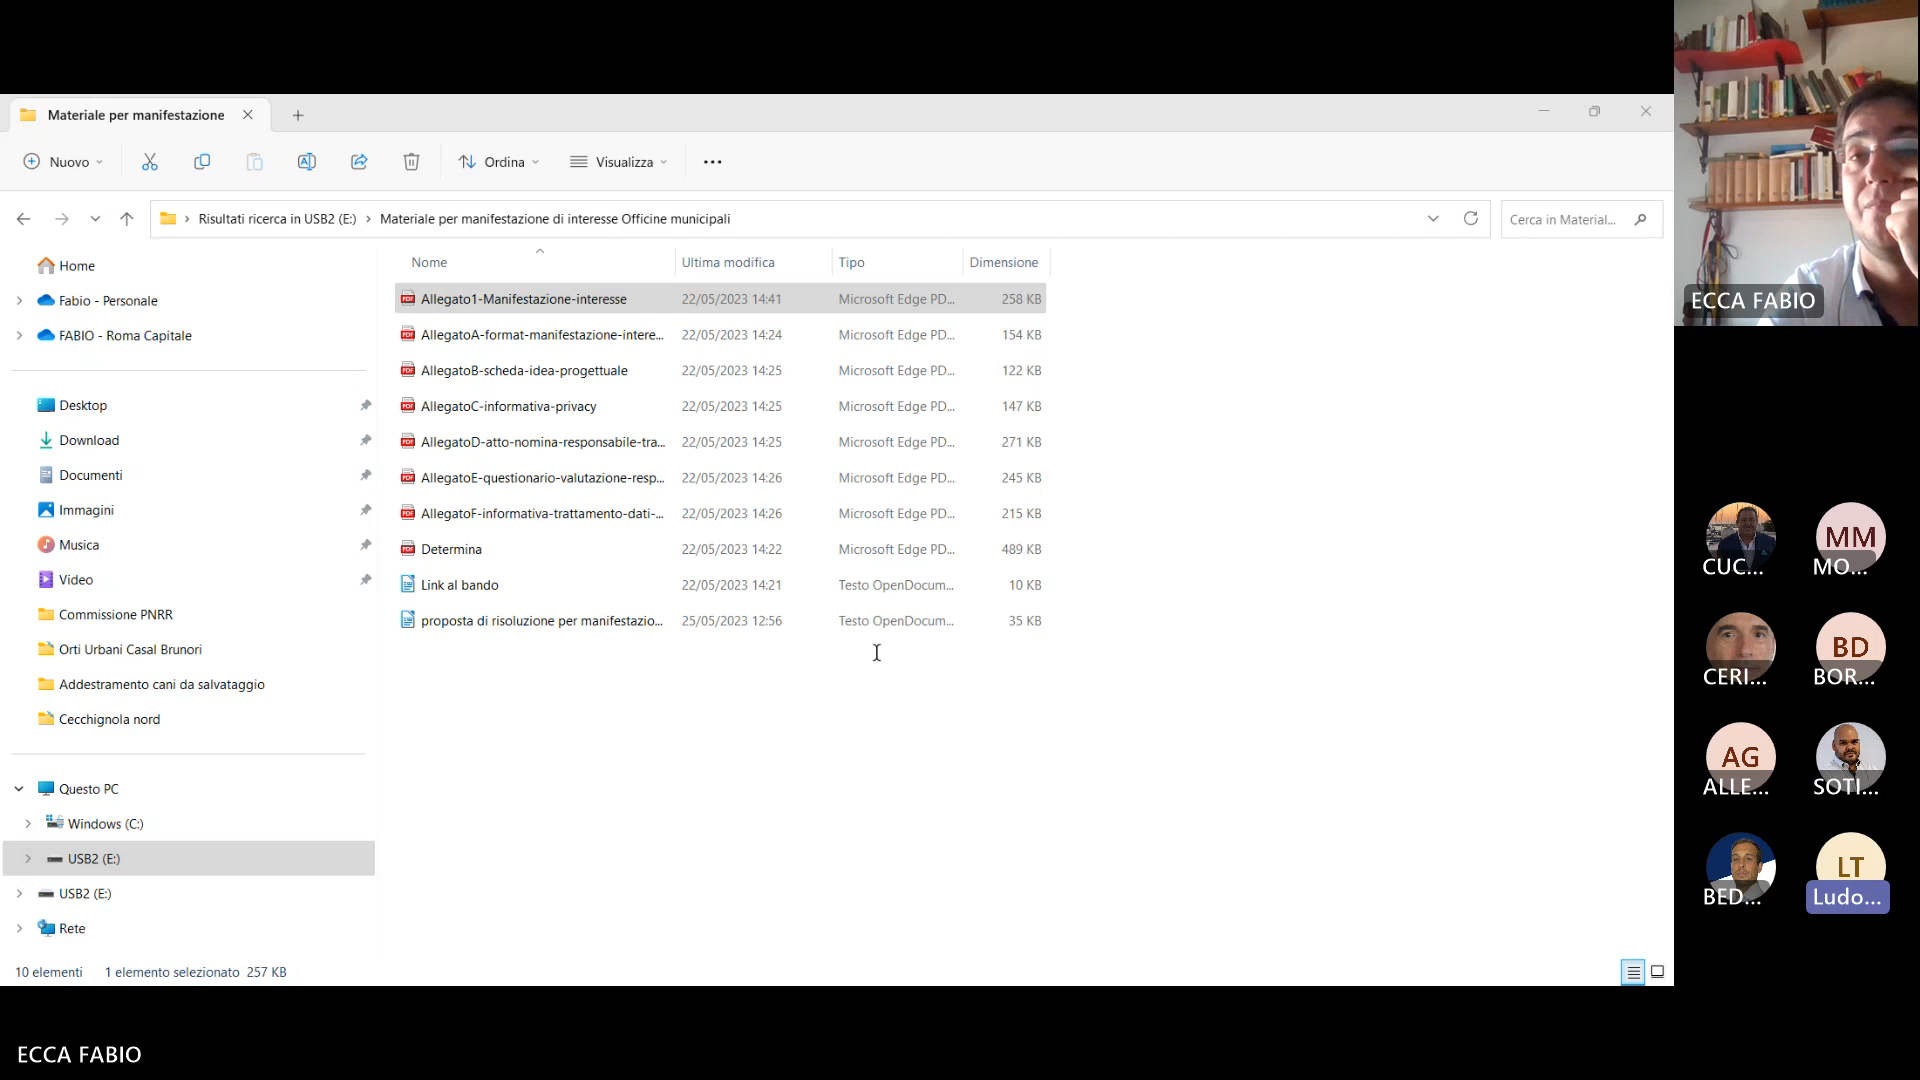 Materiale per manifestazione
Nuovo
Ordina
Visualizza
Risultati ricerca in USB2 (E:) > Materiale per manifestazione di interesse Officine municipali
Cerca in Material...
Home
Fabio - Personale
FABIO - Roma Capitale
Desktop
Download
Documenti
Immagini
Musica
Video
Commissione PNRR
Orti Urbani Casal Brunori
Addestramento cani da salvataggio
Cecchignola nord
Questo PC
Windows (C:)
USB2 (E:)
USB2 (E:)
Rete
Nome Ultima modifica Tipo Dimensione
Allegato1-Manifestazione-interesse 22/05/2023 14:41 Microsoft Edge PD... 258 KB
AllegatoA-format-manifestazione-intere... 22/05/2023 14:24 Microsoft Edge PD... 154 KB
AllegatoB-scheda-idea-progettuale 22/05/2023 14:25 Microsoft Edge PD... 122 KB
AllegatoC-informativa-privacy 22/05/2023 14:25 Microsoft Edge PD... 147 KB
AllegatoD-atto-nomina-responsabile-tra... 22/05/2023 14:25 Microsoft Edge PD... 271 KB
AllegatoE-questionario-valutazione-resp... 22/05/2023 14:26 Microsoft Edge PD... 245 KB
AllegatoF-informativa-trattamento-dati-... 22/05/2023 14:26 Microsoft Edge PD... 215 KB
Determina 22/05/2023 14:22 Microsoft Edge PD... 489 KB
Link al bando 22/05/2023 14:21 Testo OpenDocum... 10 KB
proposta di risoluzione per manifestazio... 25/05/2023 12:56 Testo OpenDocum... 35 KB
10 elementi 1 elemento selezionato 257 KB
ECCA FABIO
CUC...
MM
MO...
CERI...
BD
BOR...
AG
ALLE...
SOTI...
BED...
LT
Ludo...
ECCA FABIO